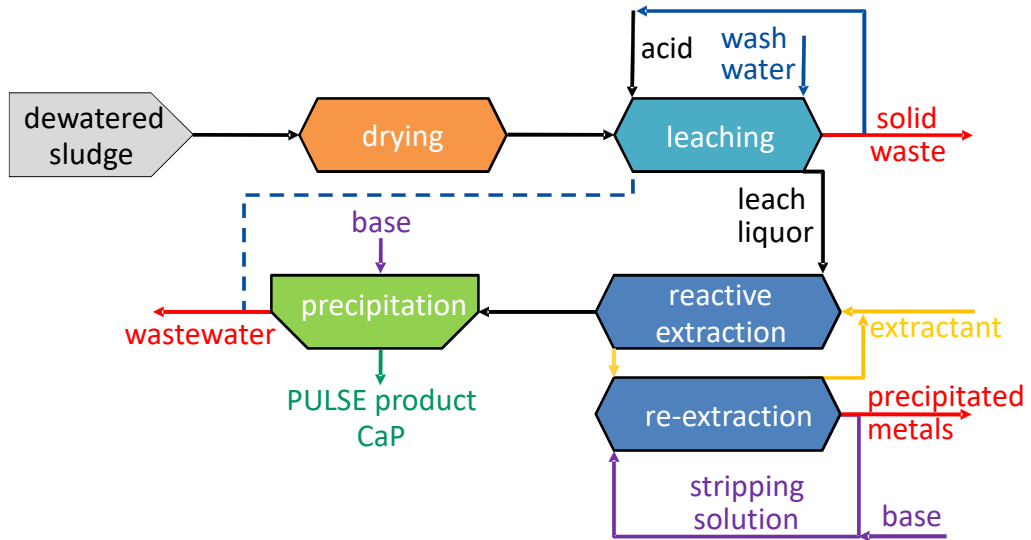 acid
wash
water
dewatered
sludge
drying
leaching
solid
waste
leach
liquor
base
precipitation
reactive
extraction
extractant
wastewater
PULSE product
CaP
re-extraction
precipitated
metals
stripping
solution
base